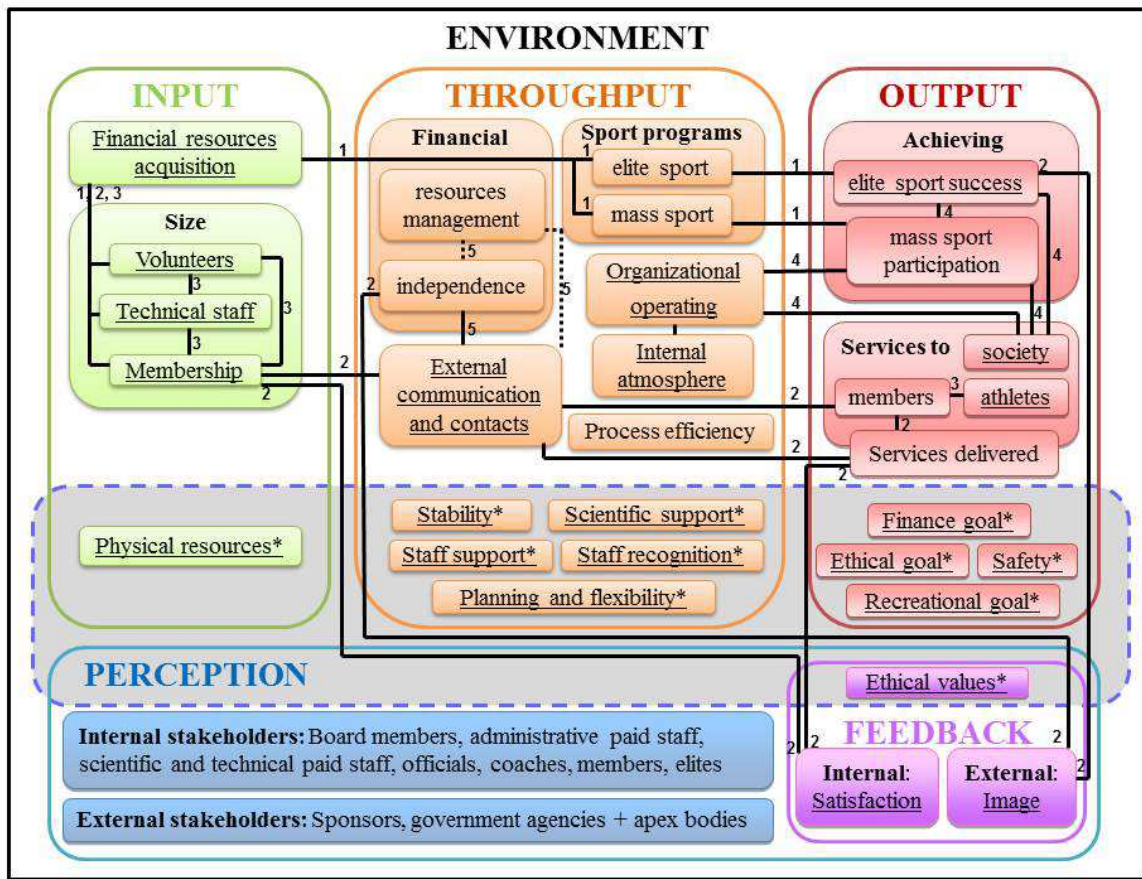 ENVIRONMENT
INPUT
Financial resources
acquisition
1, 2, 3
Size
Volunteers
3
Technical staff
3
3
Membership
2
2
Physical resources*
THROUGHPUT
Financial
resources
management
5
independence
2
5
5
External
communication
and contacts
Sport programs
1
1
elite sport
1
mass sport
Organizational
operating
Internal
atmosphere
Process efficiency
Stability*
Scientific support*
Staff support*
Staff recognition*
Planning and flexibility*
OUTPUT
Achieving
1
elite sport success
2
4
1
mass sport
participation
4
4
4
4
Services to
society
2
members
3
athletes
2
2
Services delivered
2
Finance goal*
Ethical goal*
Safety*
Recreational goal*
PERCEPTION
Internal stakeholders: Board members, administrative paid staff,
scientific and technical paid staff, officials, coaches, members, elites
External stakeholders: Sponsors, government agencies + apex bodies
Ethical values*
FEEDBACK
2
2
2
2
Internal:
Satisfaction
External:
Image